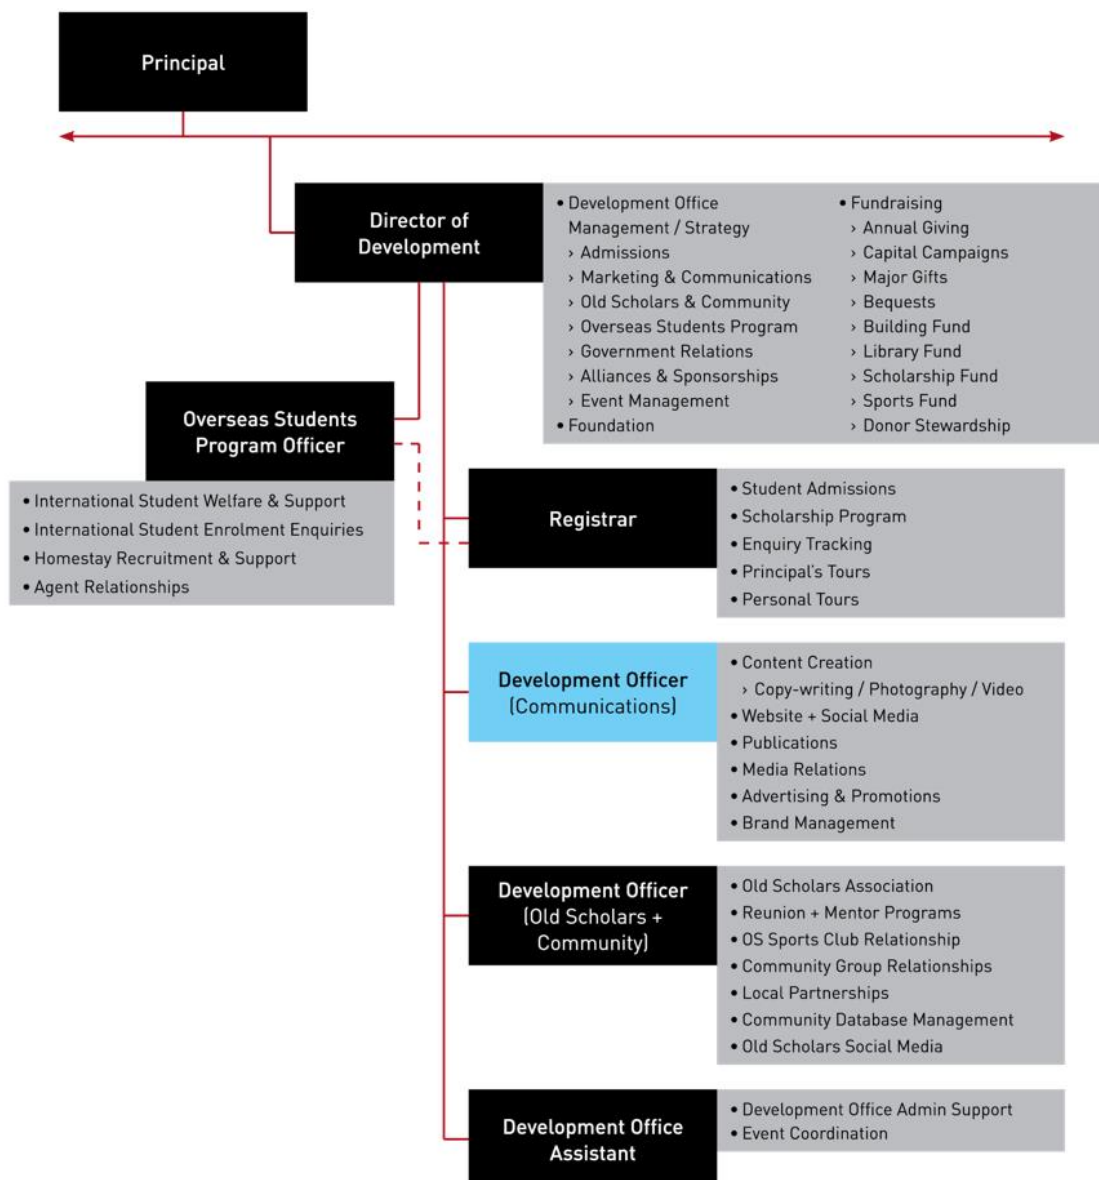 Principal
Director of
Development
• Development Office
Management / Strategy
› Admissions
› Marketing & Communications
› Old Scholars & Community
› Overseas Students Program
› Government Relations
› Alliances & Sponsorships
› Event Management
• Foundation
• Fundraising
› Annual Giving
› Capital Campaigns
› Major Gifts
› Bequests
› Building Fund
› Library Fund
› Scholarship Fund
› Sports Fund
› Donor Stewardship
Overseas Students
Program Officer
• International Student Welfare & Support
• International Student Enrolment Enquiries
• Homestay Recruitment & Support
• Agent Relationships
Registrar
• Student Admissions
• Scholarship Program
• Enquiry Tracking
• Principal's Tours
• Personal Tours
Development Officer
(Communications)
• Content Creation
› Copy-writing / Photography / Video
• Website + Social Media
• Publications
• Media Relations
• Advertising & Promotions
• Brand Management
Development Officer
(Old Scholars +
Community)
• Old Scholars Association
• Reunion + Mentor Programs
• OS Sports Club Relationship
• Community Group Relationships
• Local Partnerships
• Community Database Management
• Old Scholars Social Media
Development Office
Assistant
• Development Office Admin Support
• Event Coordination